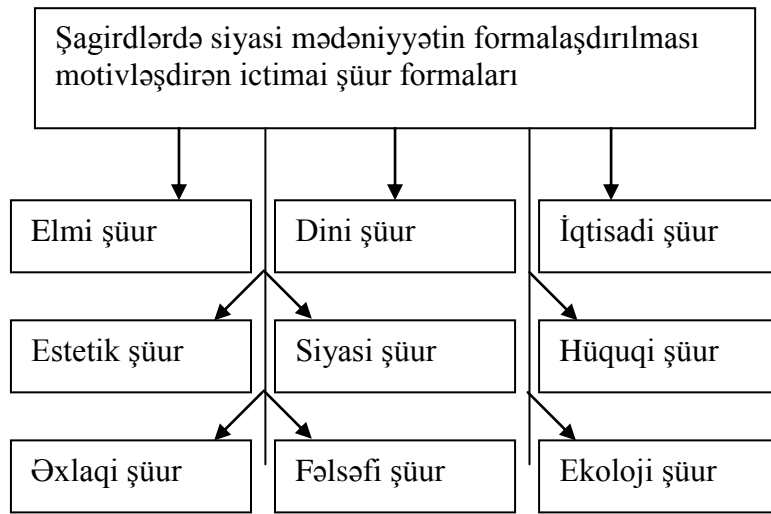 Şagirdlərdə siyasi mədəniyyətin formalaşdırılması
motivləşdirən ictimai şüur formaları
Elmi şüur
Dini şüur
İqtisadi şüur
Estetik şüur
Siyasi şüur
Hüquqi şüur
Əxlaqi şüur
Fəlsəfi şüur
Ekoloji şüur